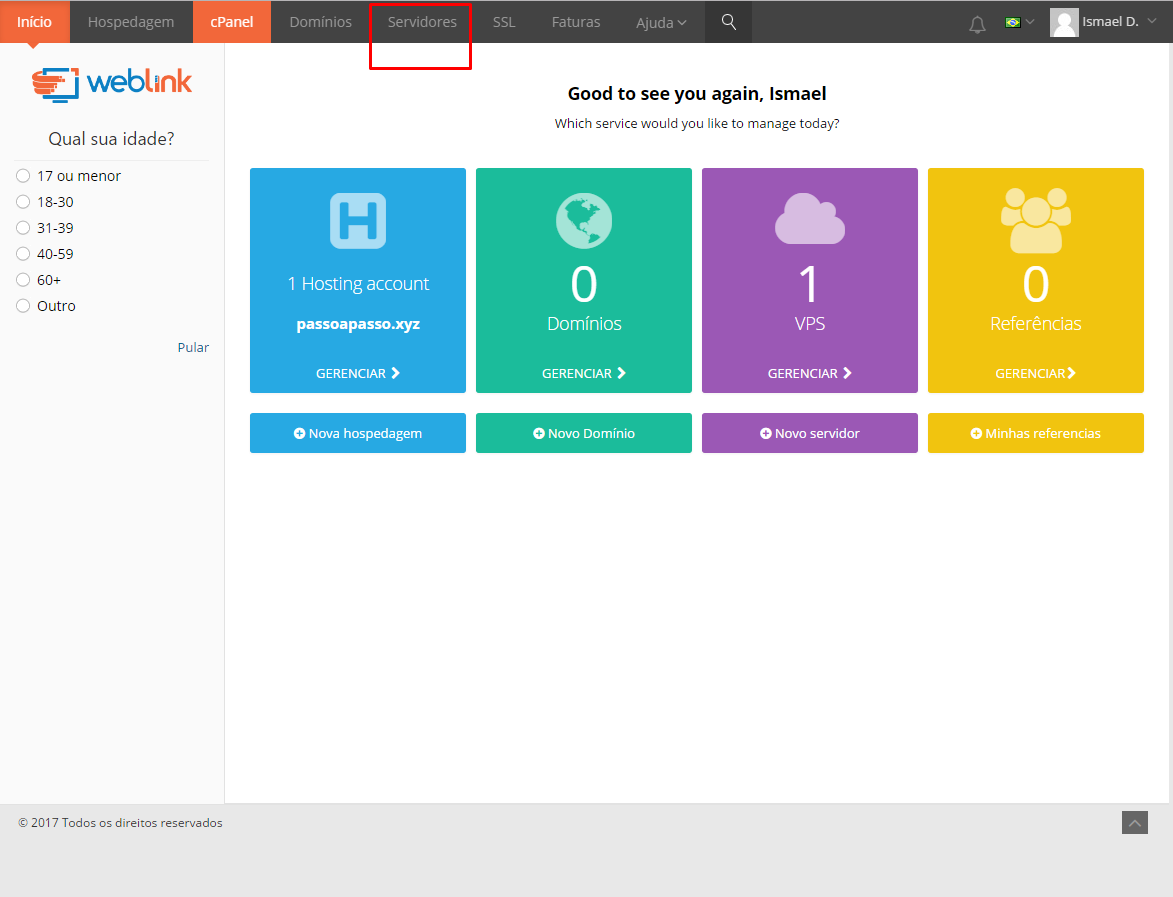 Início Hospedagem cPanel Domínios Servidores SSL Faturas Ajuda Ismael D.
weblink
Qual sua idade?
17 ou menor
18-30
31-39
40-59
60+
Outro
Pular
Good to see you again, Ismael
Which service would you like to manage today?
H
1 Hosting account
passoapasso.xyz
GERENCIAR
0
Domínios
GERENCIAR
1
VPS
GERENCIAR
0
Referências
GERENCIAR
Nova hospedagem
Novo Domínio
Novo servidor
Minhas referencias
© 2017 Todos os direitos reservados